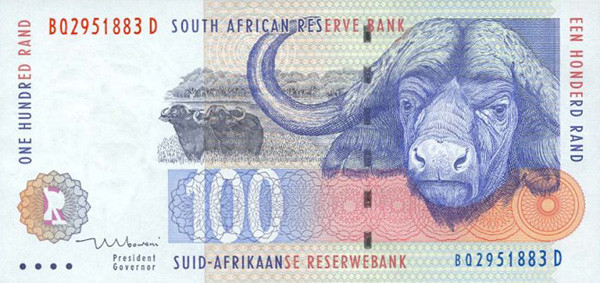 BQ2951883 D
SOUTH AFRICAN RESERVE BANK
ONE HUNDRED RAND
EEN HONDERD RAND
100
R
President
Governor
SUID-AFRIKAANSE RESERWEBANK
BQ2951883 D